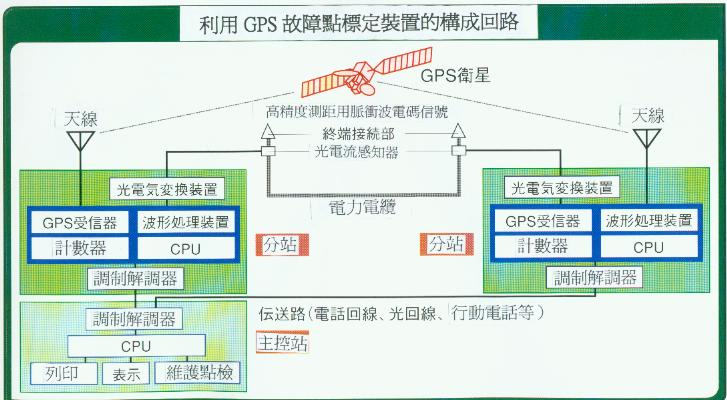 利用 GPS 故障點標定裝置的構成回路
GPS衛星
天線
高精度測距用脈衝波電碼信號
天線
終端接続部
光電流感知器
光電気変換装置
光電気変換装置
電力電纜
GPS受信器
波形処理装置
GPS受信器
波形処理装置
計數器
CPU
分站
分站
計數器
CPU
調制解調器
調制解調器
伝送路(電話回線、光回線、行動電話等)
調制解調器
CPU
主控站
列印
表示
維護點檢